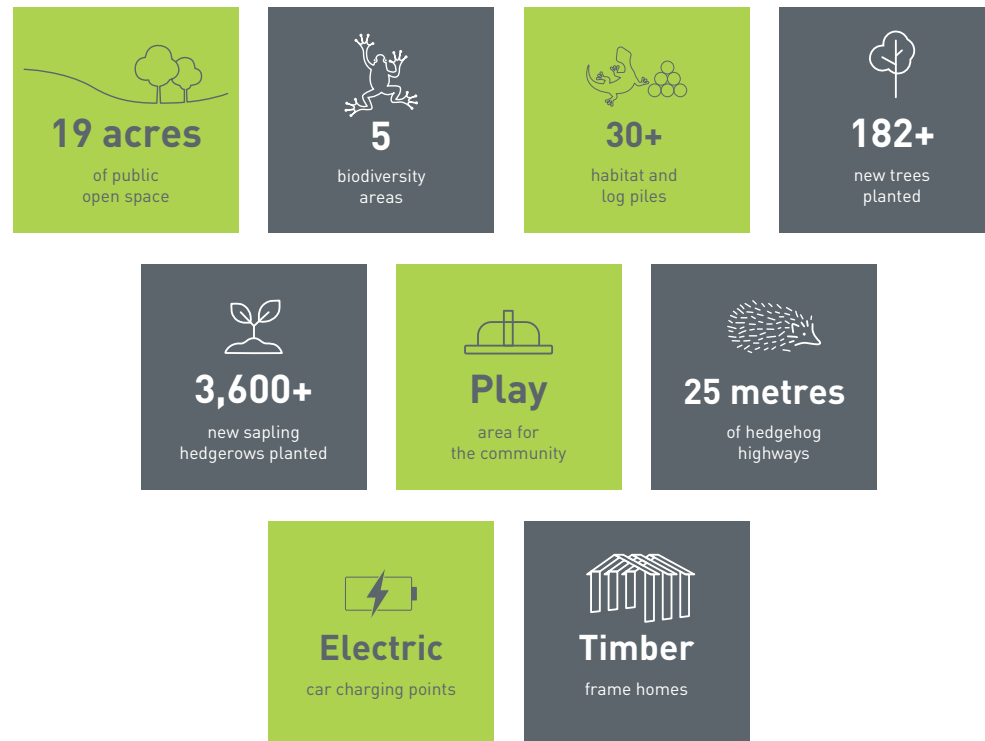 19 acres
of public
open space
5
biodiversity
areas
30+
habitat and
log piles
182+
new trees
planted
3,600+
new sapling
hedgerows planted
Play
area for
the community
25 metres
of hedgehog
highways
Electric
car charging points
Timber
frame homes